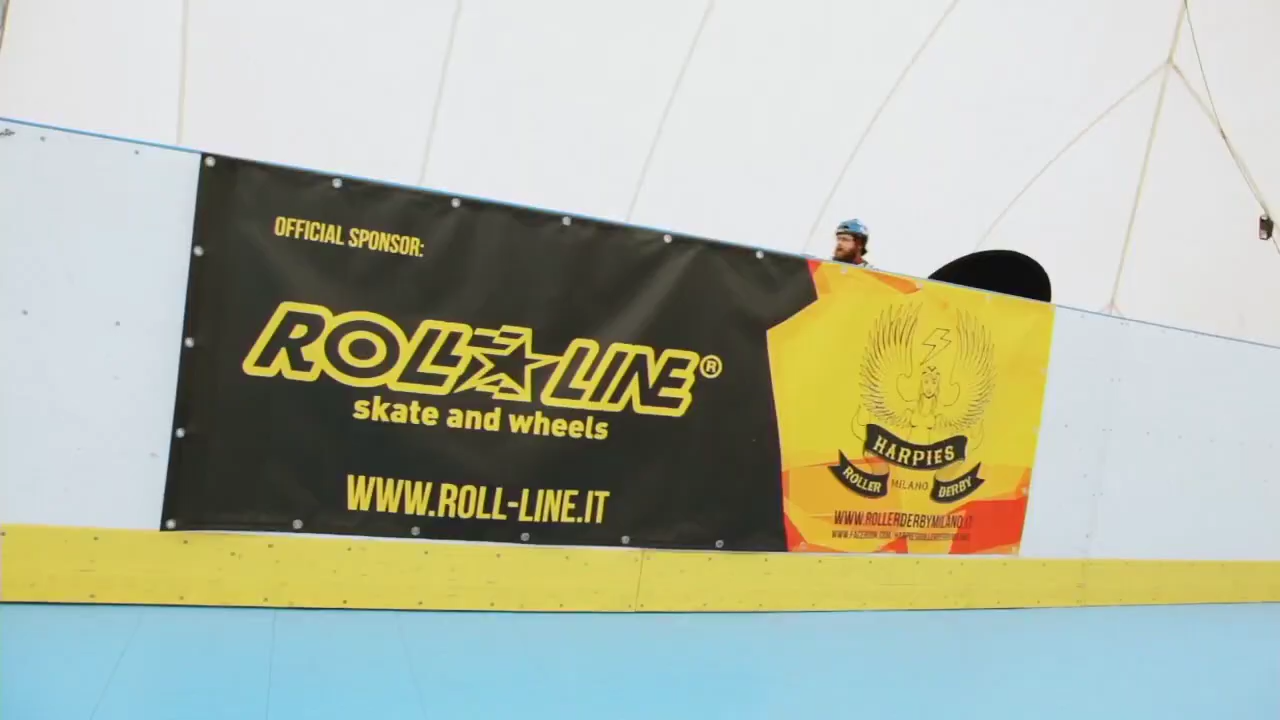 OFFICIAL SPONSOR:
ROLL LINE®
skate and wheels
WWW.ROLL-LINE.IT
HARPIES
ROLLER MILANO DERBY
WWW.ROLLERDERBYMILANO.IT